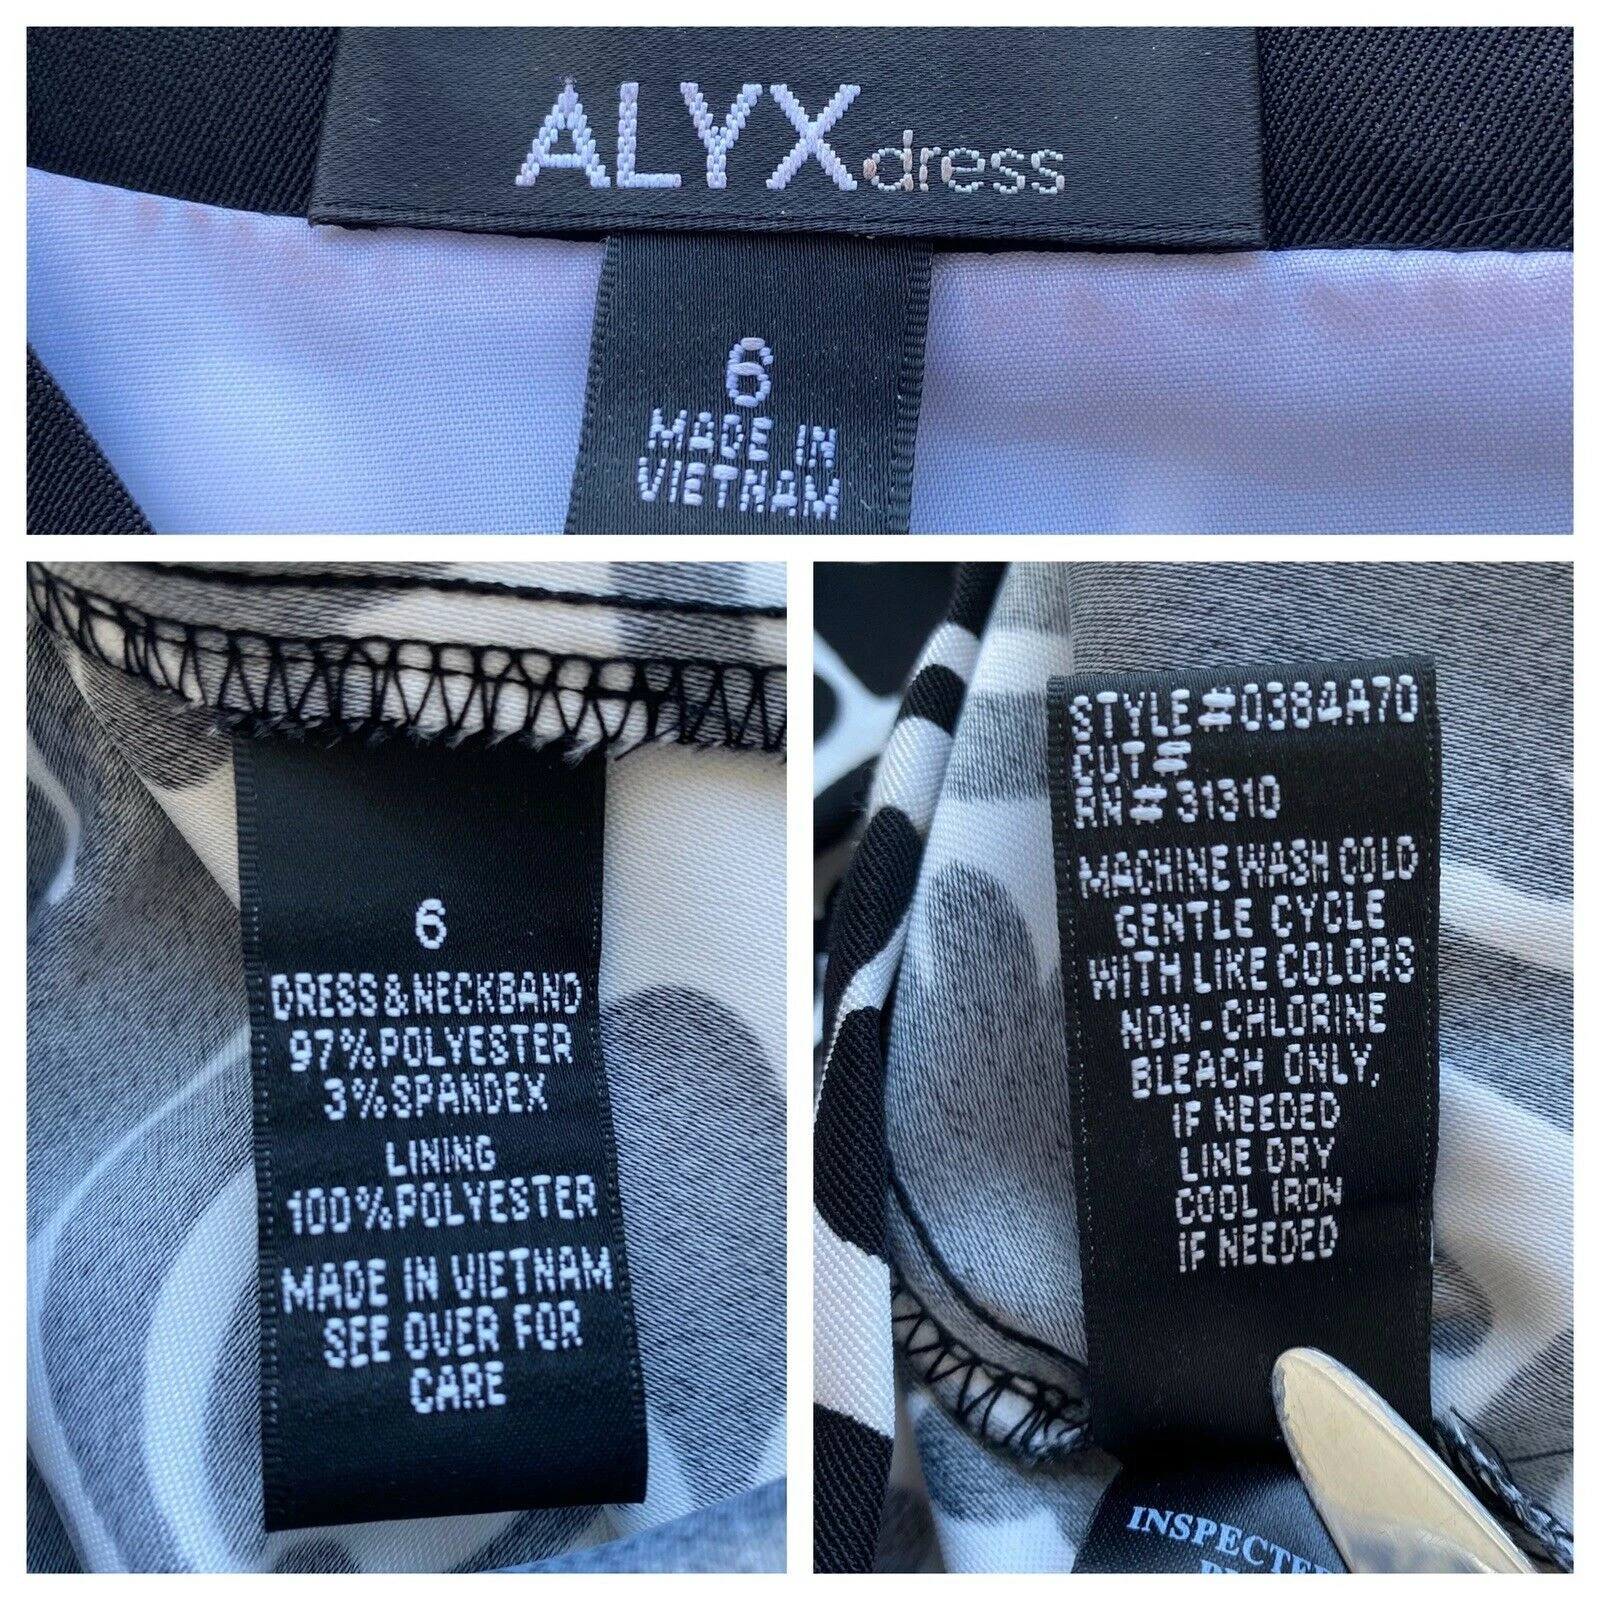 ALYXdress
6
MADE IN
VIETNAM
6
DRESS&NECKBAND
97%POLYESTER
3%SPANDEX
LINING
100%POLYESTER
MADE IN VIETNAM
SEE OVER FOR
CARE
STYLE#0384A70
CUT#
RN#31310
MACHINE WASH COLD
GENTLE CYCLE
WITH LIKE COLORS
NON-CHLORINE
BLEACH ONLY,
IF NEEDED
LINE DRY
COOL IRON
IF NEEDED
INSPECTE